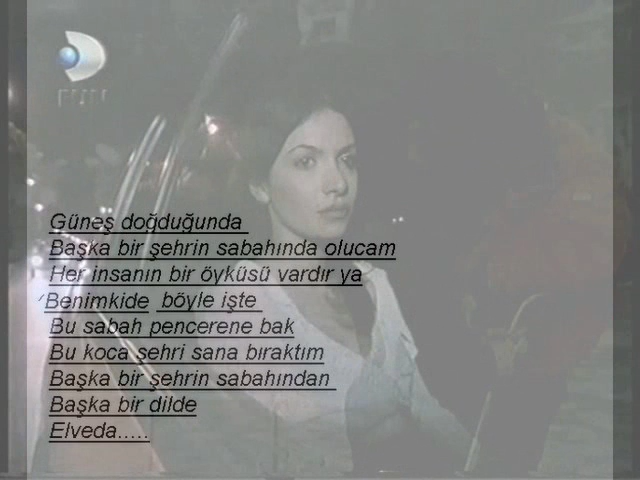 Güneş doğduğunda
Başka bir şehrin sabahında olucam
Her insanın bir öyküsü vardır ya
Benimkide böyle işte
Bu sabah pencerene bak
Bu koca şehri sana bıraktım
Başka bir şehrin sabahından
Başka bir dilde
Elveda.....